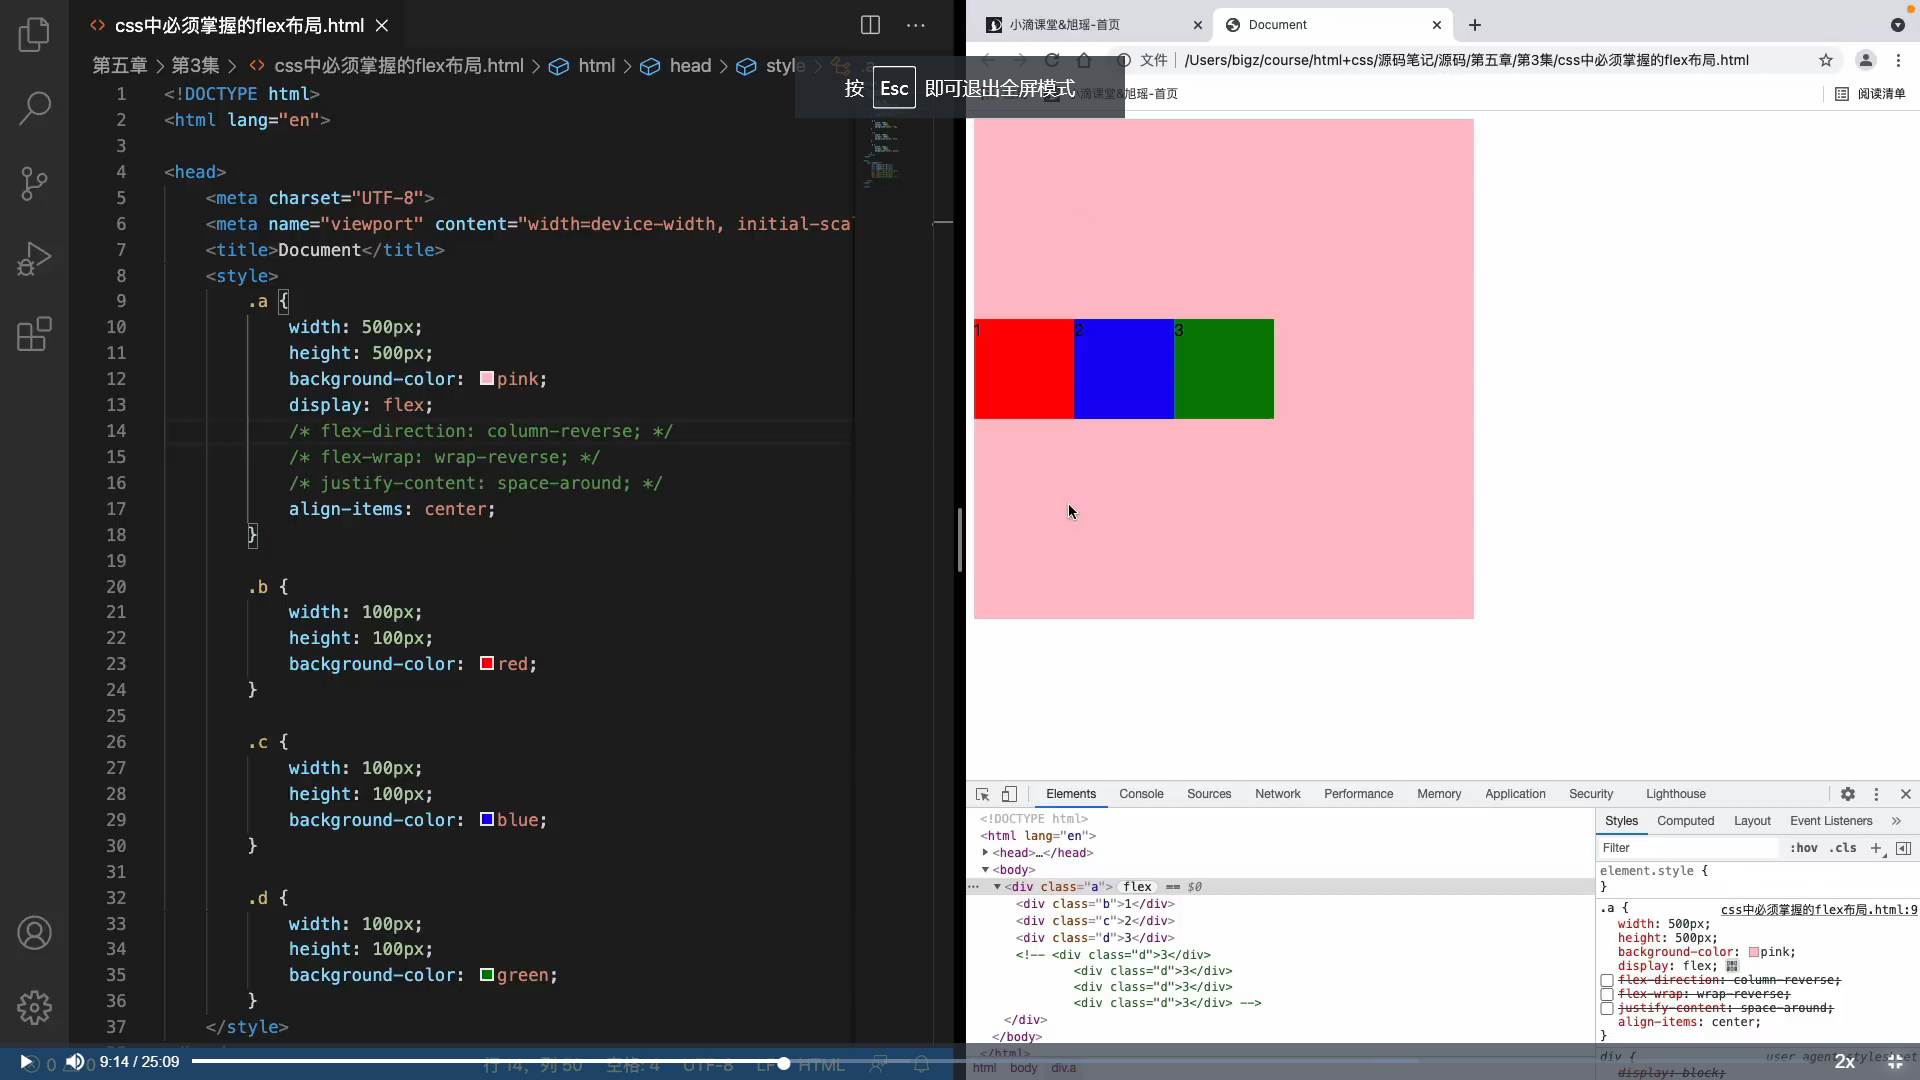 css中必须掌握的flex布局.html
第五章 > 第3集 > css中必须掌握的flex布局.html > html > head > style > .a
按 Esc 即可退出全屏模式
1 <!DOCTYPE html>
2 <html lang="en">
3
4 <head>
5 <meta charset="UTF-8">
6 <meta name="viewport" content="width=device-width, initial-sca
7 <title>Document</title>
8 <style>
9 .a {
10 width: 500px;
11 height: 500px;
12 background-color: pink;
13 display: flex;
14 /* flex-direction: column-reverse; */
15 /* flex-wrap: wrap-reverse; */
16 /* justify-content: space-around; */
17 align-items: center;
18 }
19
20 .b {
21 width: 100px;
22 height: 100px;
23 background-color: red;
24 }
25
26 .c {
27 width: 100px;
28 height: 100px;
29 background-color: blue;
30 }
31
32 .d {
33 width: 100px;
34 height: 100px;
35 background-color: green;
36 }
37 </style>
9:14 / 25:09
行 14，列 50 空格: 4 UTF-8 LF HTML
小滴课堂&旭瑶-首页
Document
文件 /Users/bigz/course/html+css/源码笔记/源码/第五章/第3集/css中必须掌握的flex布局.html
小滴课堂&旭瑶-首页
阅读清单
1 2 3
Elements Console Sources Network Performance Memory Application Security Lighthouse
<!DOCTYPE html>
<html lang="en">
<head>…</head>
<body>
<div class="a"> flex == $0
<div class="b">1</div>
<div class="c">2</div>
<div class="d">3</div>
<!-- <div class="d">3</div>
<div class="d">3</div>
<div class="d">3</div>
<div class="d">3</div> -->
</div>
</body>
</html>
html body div.a
Styles Computed Layout Event Listeners »
Filter :hov .cls +
element.style {
}
.a { css中必须掌握的flex布局.html:9
width: 500px;
height: 500px;
background-color: pink;
display: flex;
flex-direction: column-reverse;
flex-wrap: wrap-reverse;
justify-content: space-around;
align-items: center;
}
div { user agent stylesheet
display: block;
2x